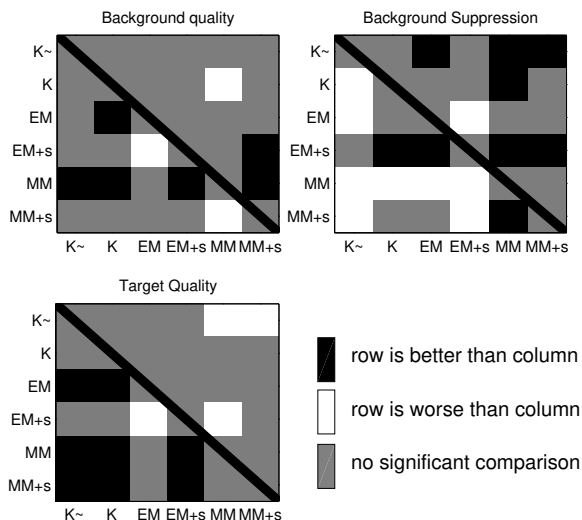 Background quality
K~
K
EM
EM+s
MM
MM+s
K~ K EM EM+s MM MM+s
Background Suppression
K~
K
EM
EM+s
MM
MM+s
K~ K EM EM+s MM MM+s
Target Quality
K~
K
EM
EM+s
MM
MM+s
K~ K EM EM+s MM MM+s
row is better than column
row is worse than column
no significant comparison